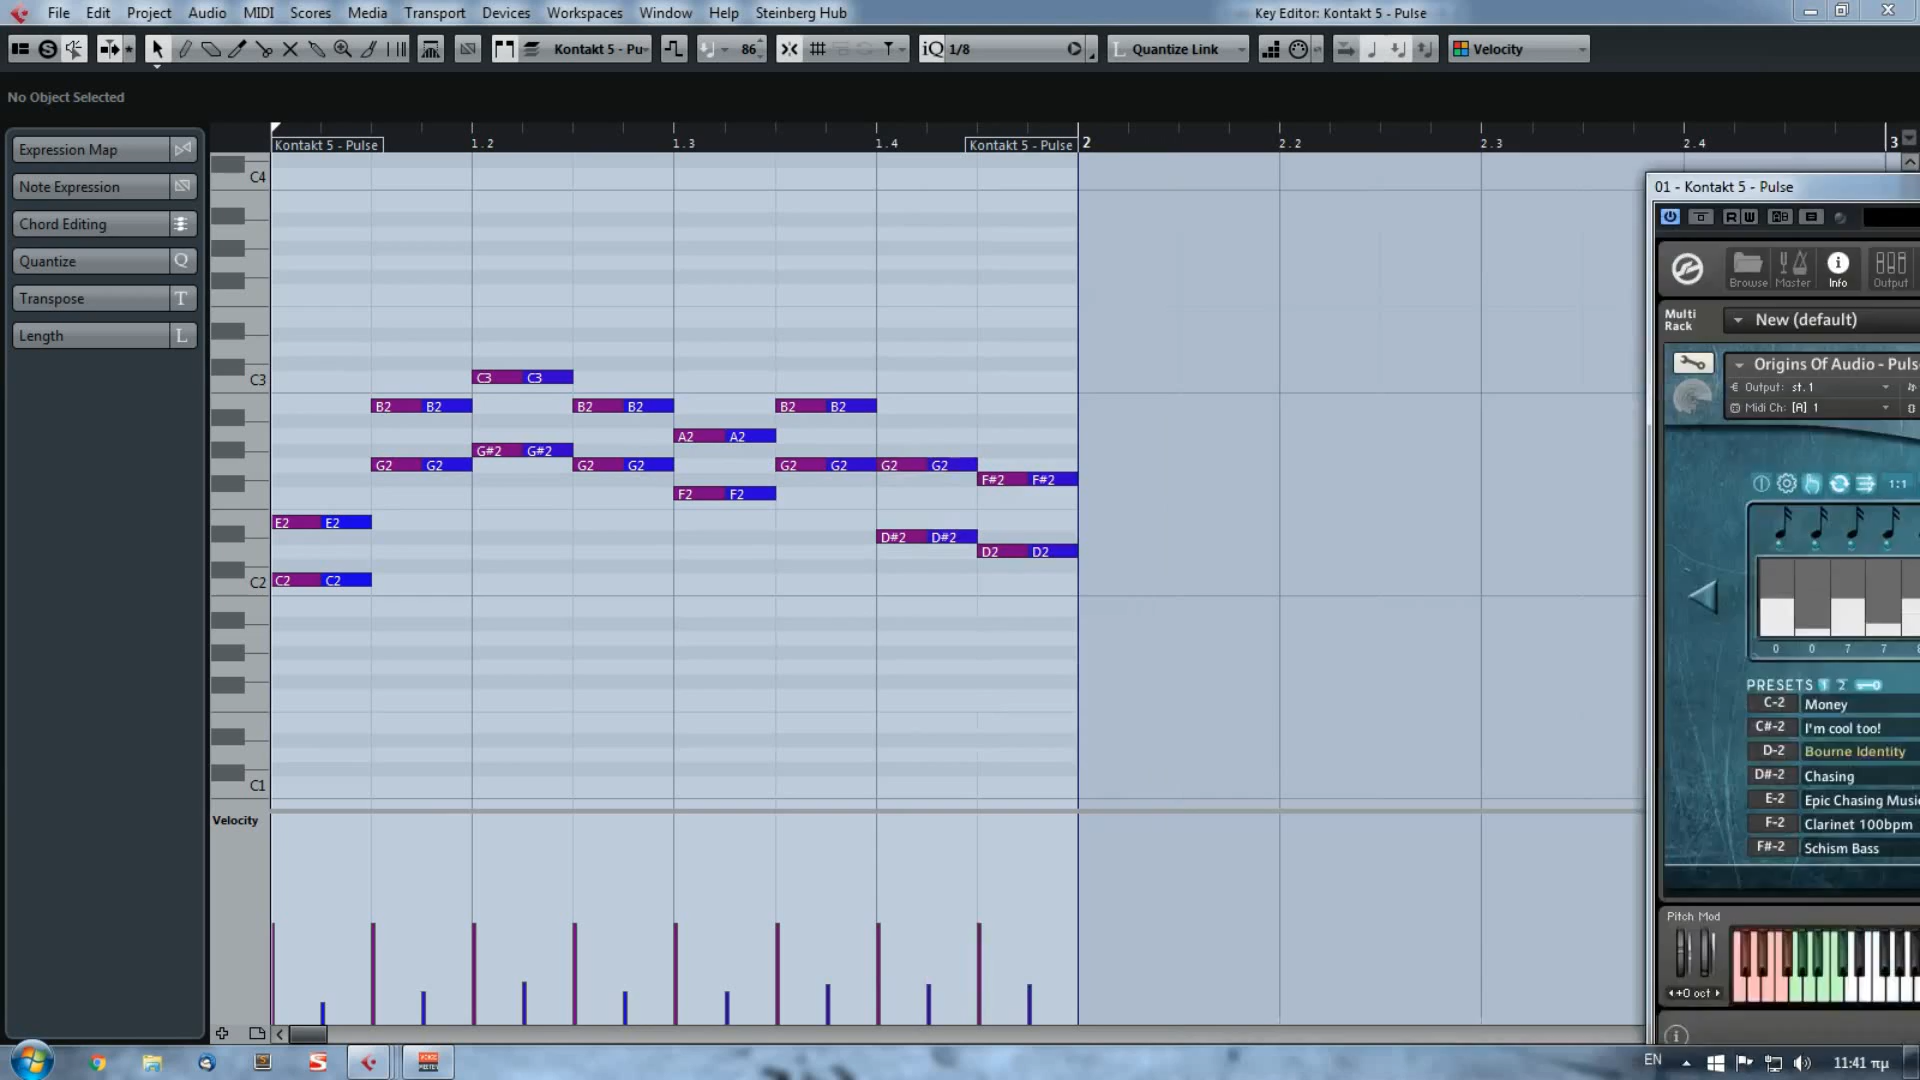 File Edit Project Audio MIDI Scores Media Transport Devices Workspaces Window Help Steinberg Hub
Key Editor: Kontakt 5 - Pulse
Kontakt 5 - Pu
86
iQ 1/8
Quantize Link
Velocity
No Object Selected
Expression Map
Note Expression
Chord Editing
Quantize Q
Transpose T
Length L
Kontakt 5 - Pulse 1.2 1.3 1.4 Kontakt 5 - Pulse 2 2.2 2.3 2.4 3
C4
C3
C2
C1
C3 C3
B2 B2 B2 B2 B2 B2
A2 A2
G#2 G#2
G2 G2 G2 G2 G2 G2 G2 G2
F#2 F#2
F2 F2
E2 E2
D#2 D#2
D2 D2
C2 C2
Velocity
01 - Kontakt 5 - Pulse
R W
Browse Master Info Output
Multi Rack
New (default)
Origins Of Audio - Puls
Output: st. 1
Midi Ch: [A] 1
1:1
0 0 7 7
PRESETS 1 2
C-2 Money
C#-2 I'm cool too!
D-2 Bourne Identity
D#-2 Chasing
E-2 Epic Chasing Musi
F-2 Clarinet 100bpm
F#-2 Schism Bass
Pitch Mod
+0 oct
EN
11:41 πμ